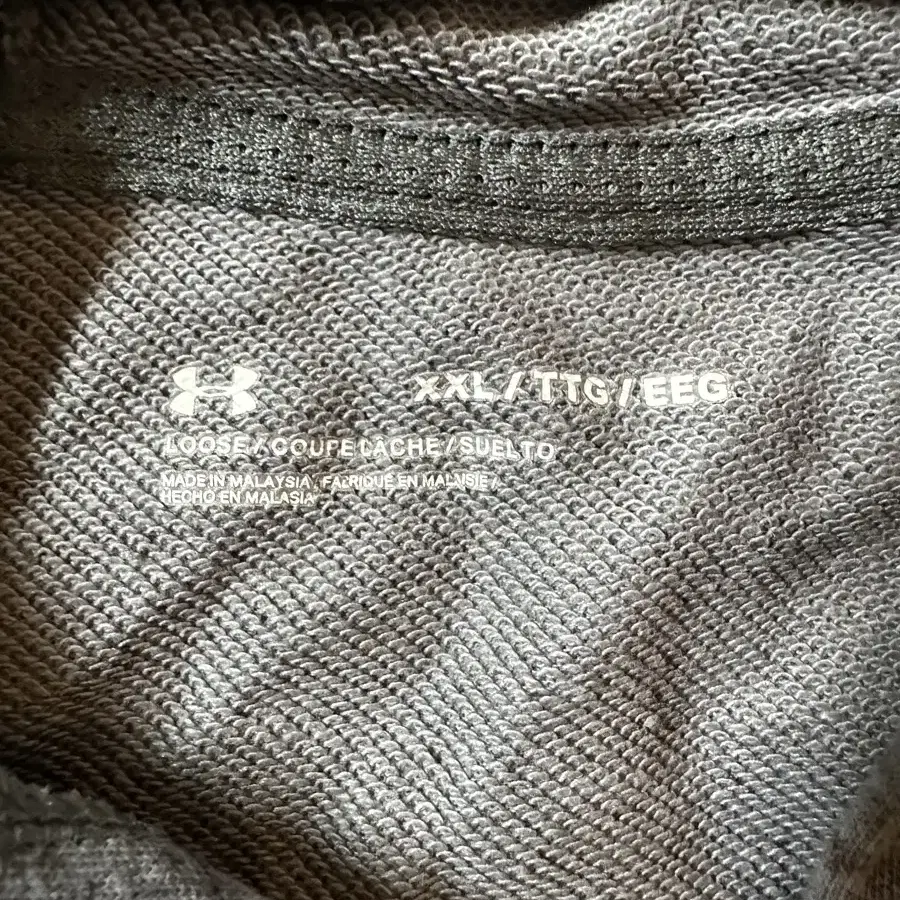 XXL/TTG/EEG
LOOSE/COUPE LÂCHE/SUELTO
MADE IN MALAYSIA / FABRIQUÉ EN MALAISIE /
HECHO EN MALASIA